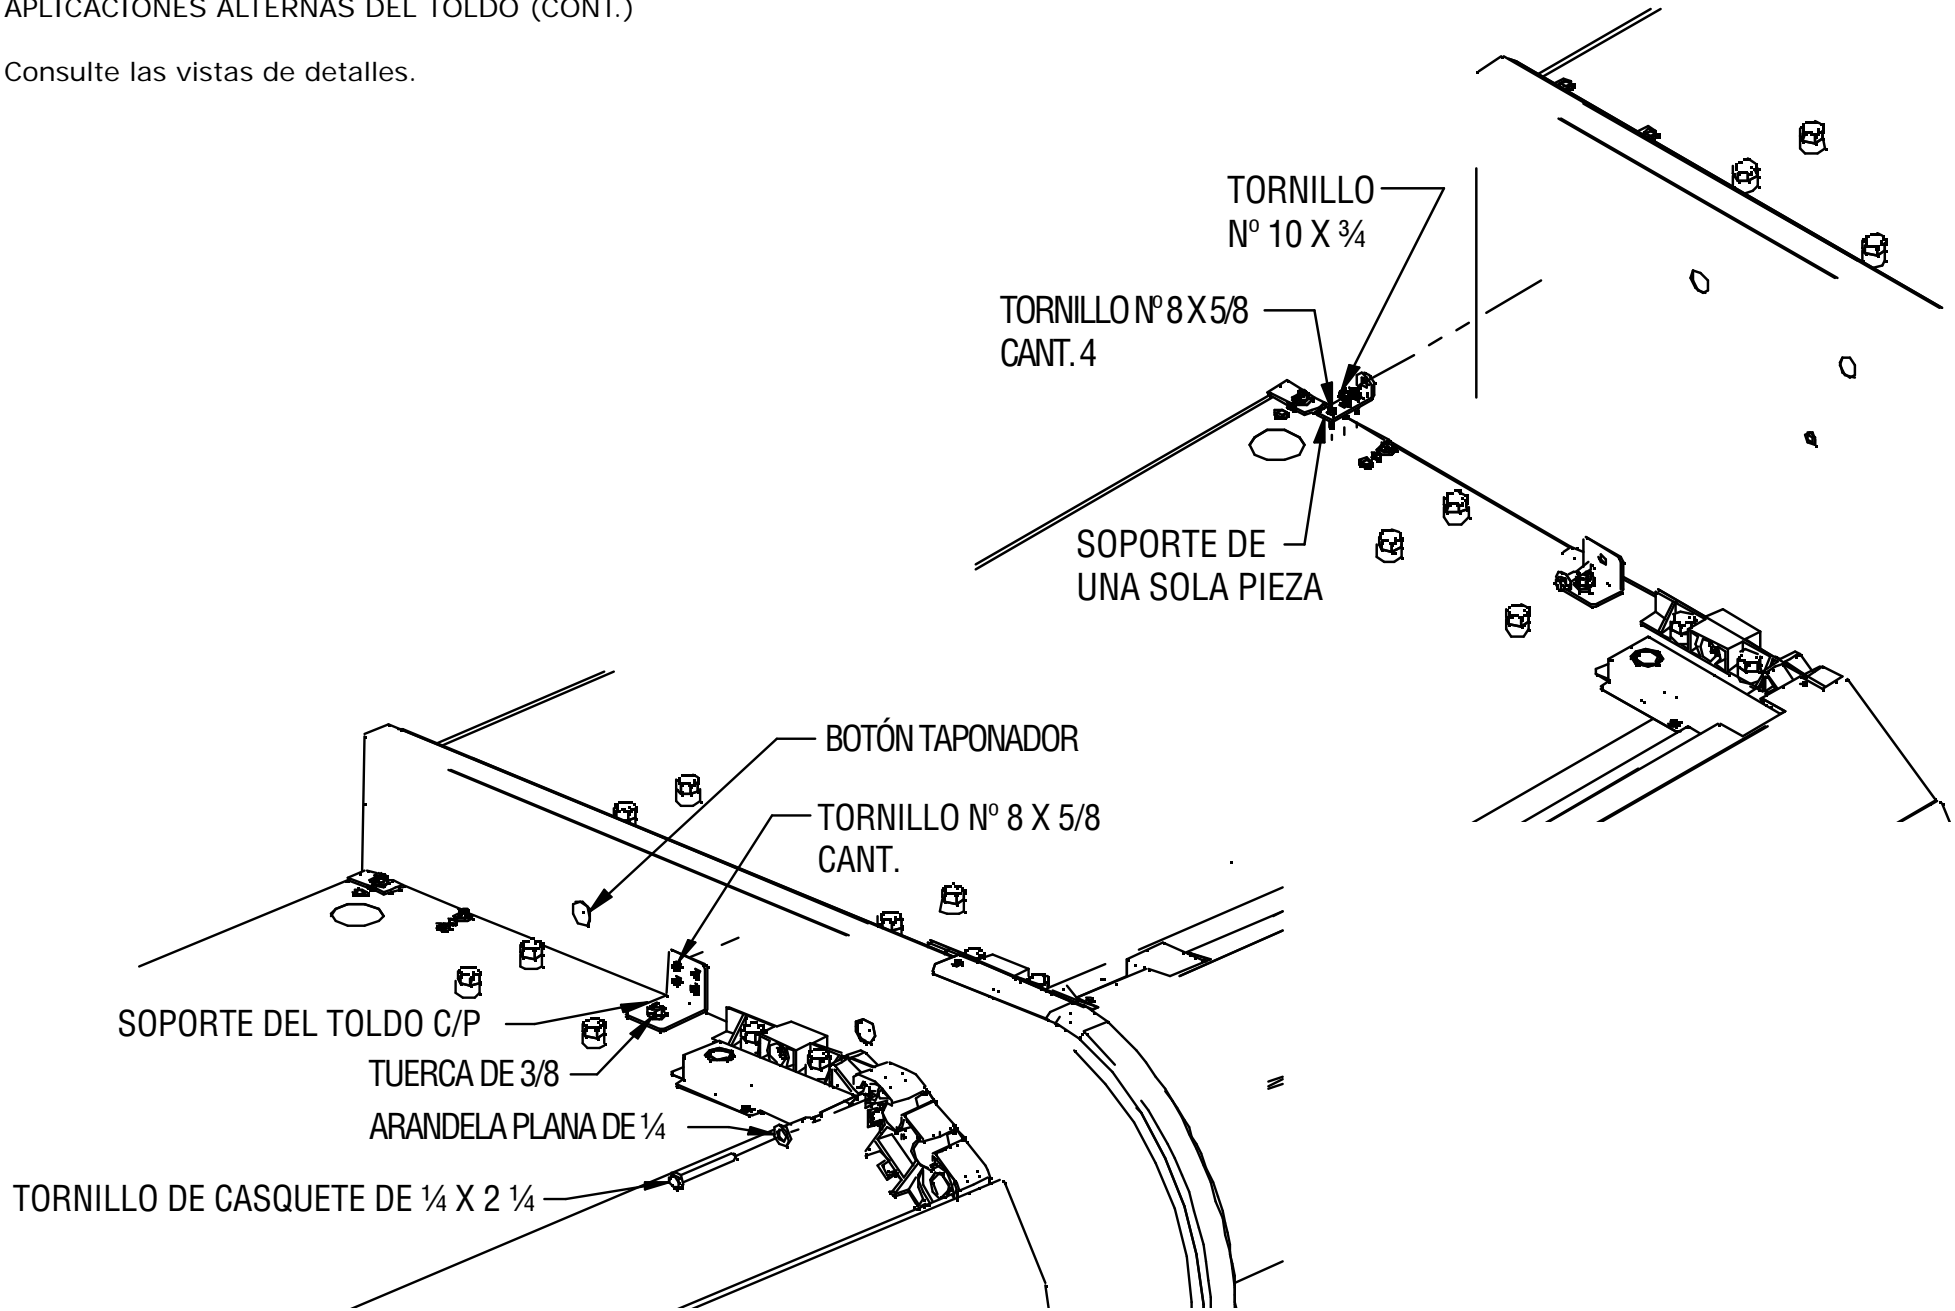 APLICACIONES ALTERNAS DEL TOLDO (CONT.)
Consulte las vistas de detalles.
TORNILLO
Nº 10 X ¾
TORNILLO Nº 8 X 5/8
CANT. 4
SOPORTE DE
UNA SOLA PIEZA
BOTÓN TAPONADOR
TORNILLO Nº 8 X 5/8
CANT.
SOPORTE DEL TOLDO C/P
TUERCA DE 3/8
ARANDELA PLANA DE ¼
TORNILLO DE CASQUETE DE ¼ X 2 ¼